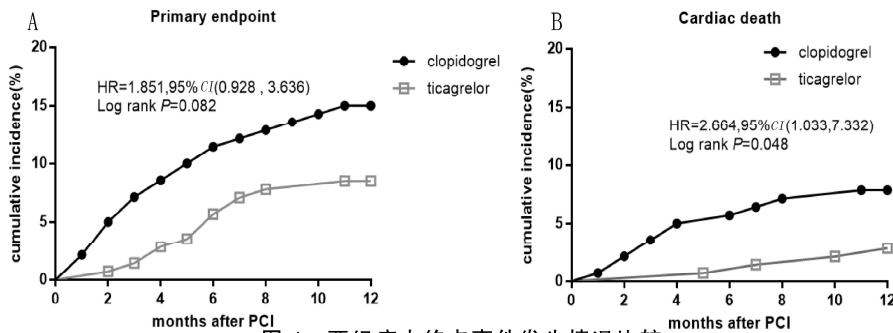 A
Primary endpoint
20
15
10
5
0
cumulative incidence(%)
HR=1.851,95% CI(0.928 , 3.636)
Log rank P=0.082
clopidogrel
ticagrelor
0 2 4 6 8 10 12
months after PCI
B
Cardiac death
20
15
10
5
0
cumulative incidence(%)
clopidogrel
ticagrelor
HR=2.664,95%CI(1.033,7.332)
Log rank P=0.048
0 2 4 6 8 10 12
months after PCI